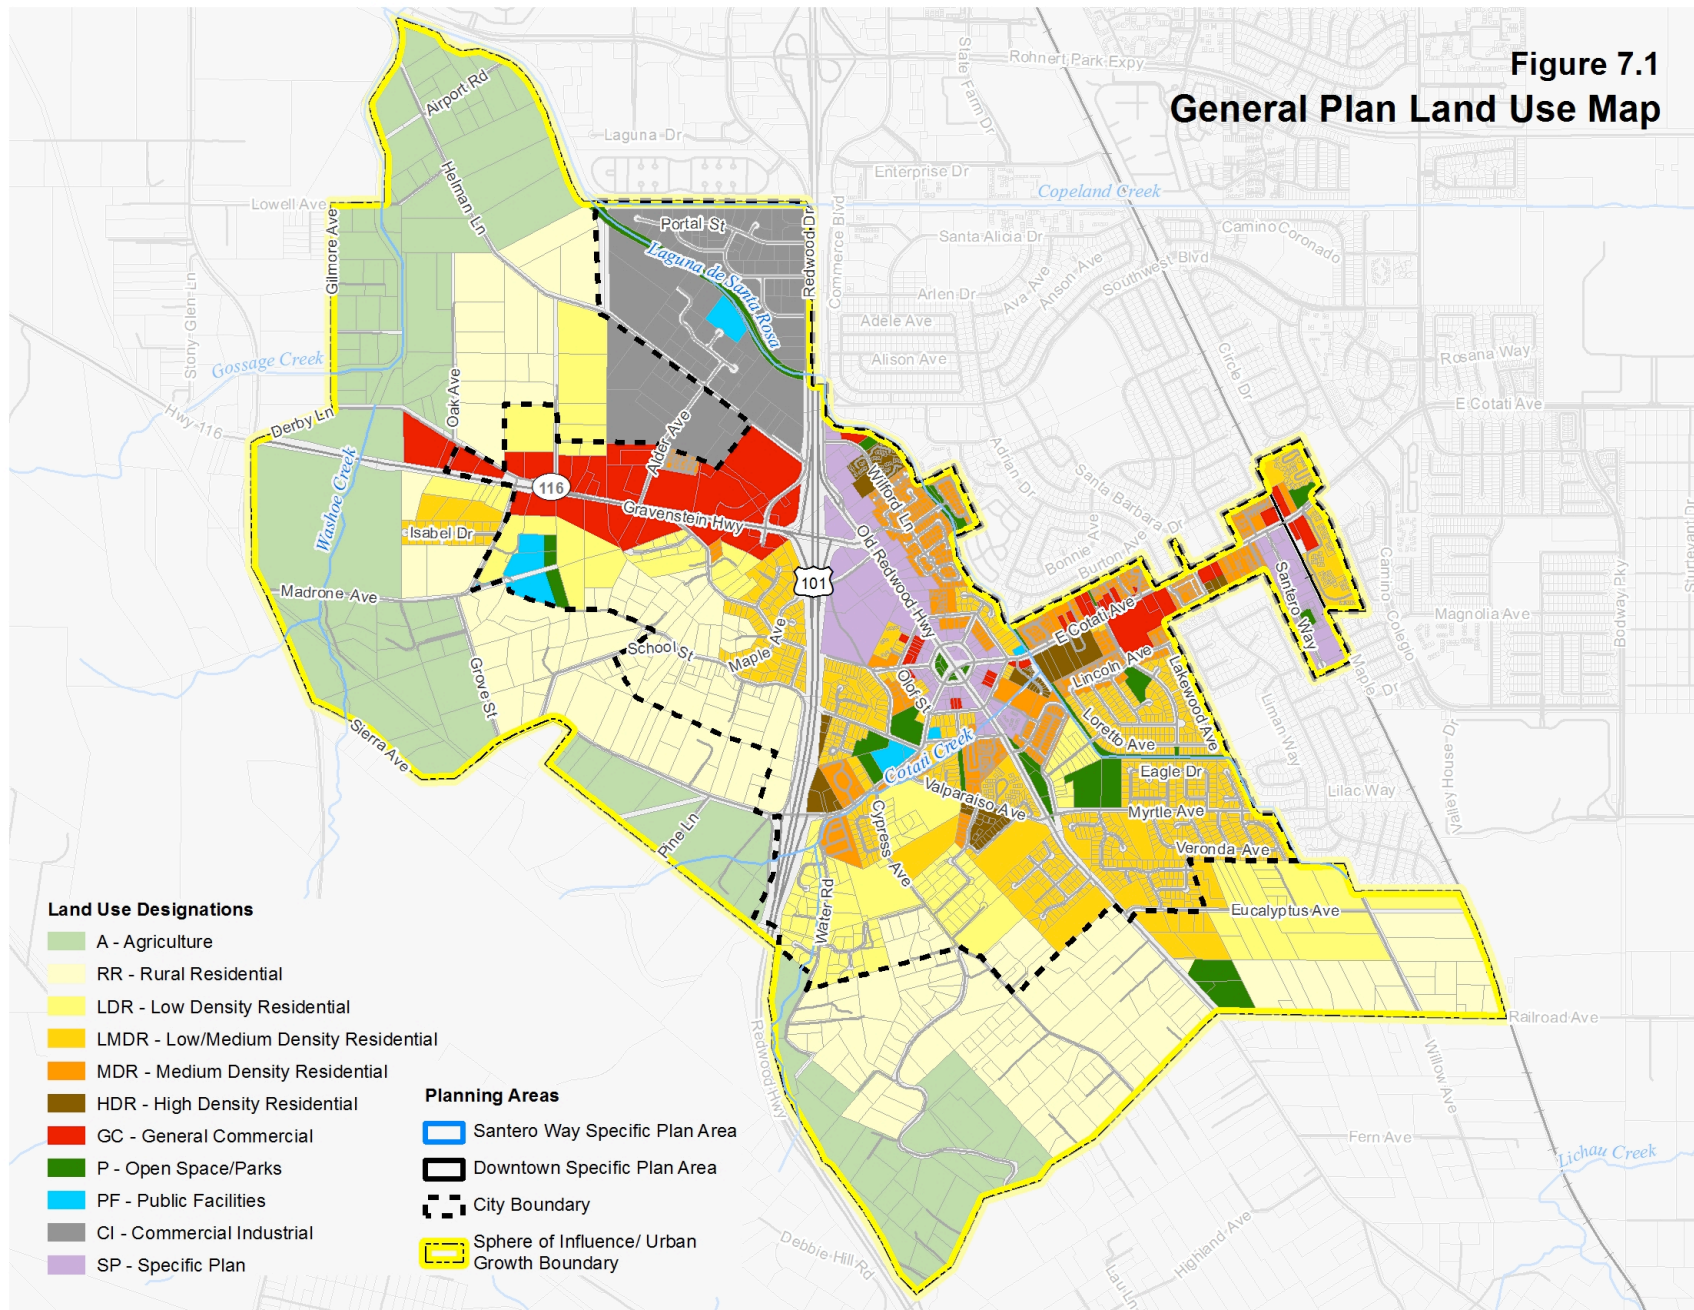 Figure 7.1
General Plan Land Use Map
Rohnert Park Expy
State Farm Dr
Airport Rd
Laguna Dr
Enterprise Dr
Copeland Creek
Helman Ln
Lowell Ave
Gilmore Ave
Portal St
Redwood Dr
Commerce Blvd
Santa Alicia Dr
Camino Coronado
Laguna de Santa Rosa
Ava Ave
Anson Ave
Southwest Blvd
Arlen Dr
Adele Ave
Stony Glen Ln
Gossage Creek
Alison Ave
Circle Dr
Rosana Way
Oak Ave
Hwy 116
Derby Ln
E Cotati Ave
Alder Ave
Adrian Dr
Washoe Creek
116
Wilford Ln
Santa Barbara Dr
Gravenstein Hwy
Bonnie Ave
Burton Ave
Sturtevant Dr
Isabel Dr
Old Redwood Hwy
101
Madrone Ave
Santero Way
Camino Colegio
Bodway Pky
Magnolia Ave
E Cotati Ave
School St
Maple Ave
Lincoln Ave
Maple Dr
Grove St
Olof St
Lakewood Ave
Liman Way
Sierra Ave
Loretto Ave
Cotati Creek
Eagle Dr
Valley House Dr
Valparaiso Ave
Lilac Way
Myrtle Ave
Pine Ln
Cypress Ave
Veronda Ave
Water Rd
Eucalyptus Ave
Railroad Ave
Redwood Hwy
Willow Ave
Fern Ave
Lichau Creek
Debbie Hill Rd
Highland Ave
Lau Ln
Land Use Designations
A - Agriculture
RR - Rural Residential
LDR - Low Density Residential
LMDR - Low/Medium Density Residential
MDR - Medium Density Residential
HDR - High Density Residential
GC - General Commercial
P - Open Space/Parks
PF - Public Facilities
CI - Commercial Industrial
SP - Specific Plan
Planning Areas
Santero Way Specific Plan Area
Downtown Specific Plan Area
City Boundary
Sphere of Influence/ Urban
Growth Boundary